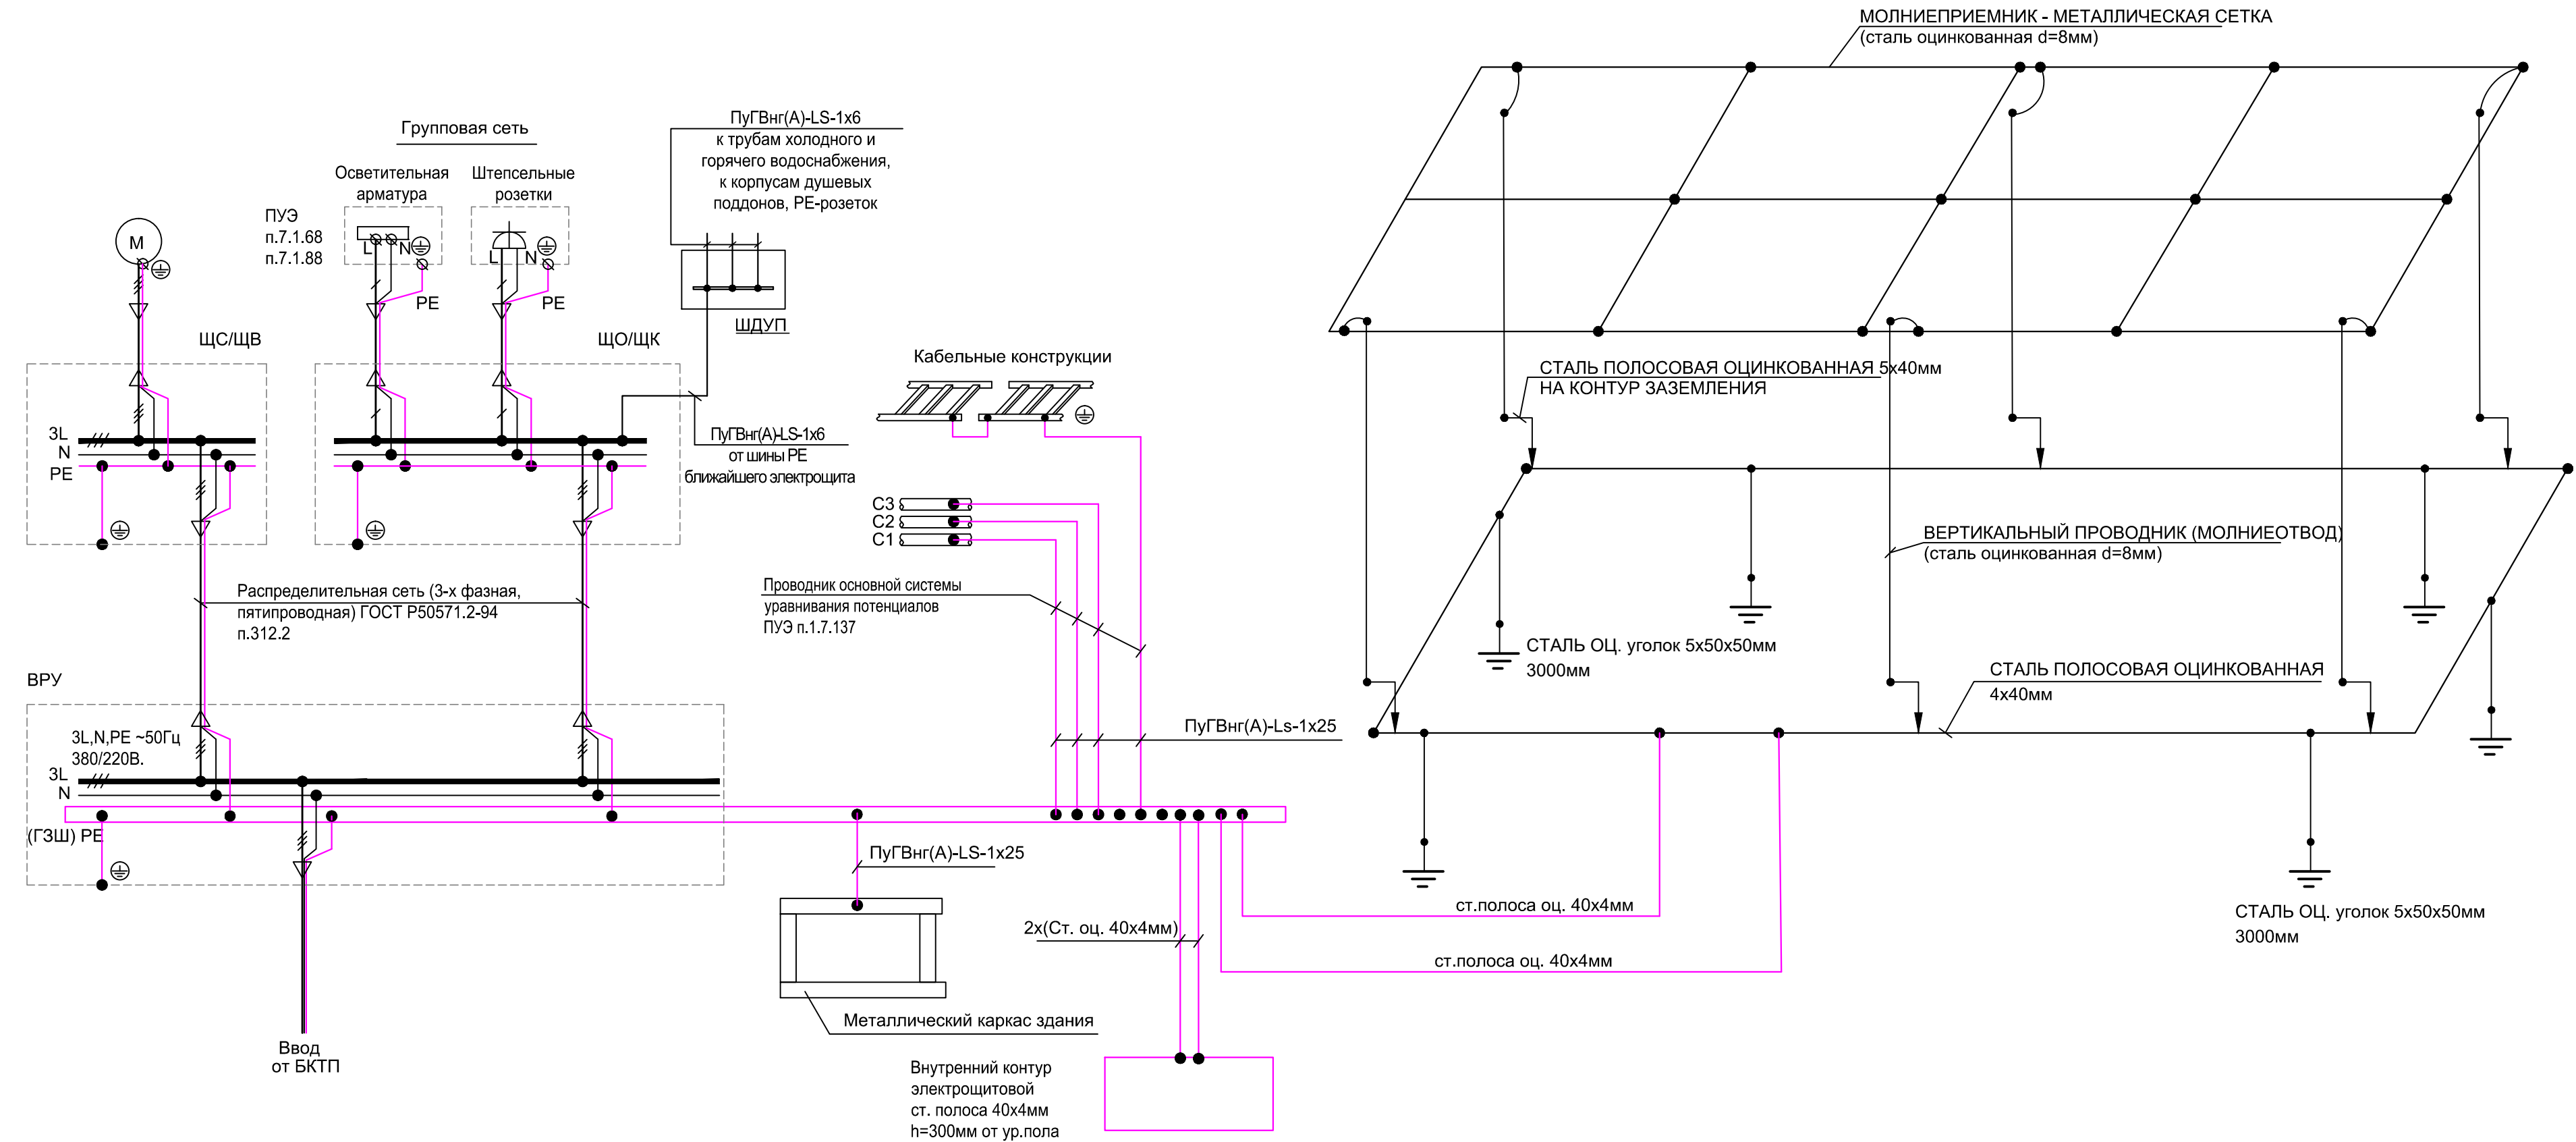 МОЛНИЕПРИЕМНИК - МЕТАЛЛИЧЕСКАЯ СЕТКА
(сталь оцинкованная d=8мм)
Групповая сеть
Осветительная
арматура
Штепсельные
розетки
ПУЭ
п.7.1.68
п.7.1.88
ПуГВнг(А)-LS-1х6
к трубам холодного и
горячего водоснабжения,
к корпусам душевых
поддонов, РЕ-розеток
М
L
N
L
N
PE
PE
ШДУП
ЩС/ЩВ
ЩО/ЩК
Кабельные конструкции
СТАЛЬ ПОЛОСОВАЯ ОЦИНКОВАННАЯ 5х40мм
НА КОНТУР ЗАЗЕМЛЕНИЯ
3L
N
PE
ПуГВнг(А)-LS-1х6
от шины РЕ
ближайшего электрощита
С3
С2
С1
ВЕРТИКАЛЬНЫЙ ПРОВОДНИК (МОЛНИЕОТВОД)
(сталь оцинкованная d=8мм)
Распределительная сеть (3-х фазная,
пятипроводная) ГОСТ Р50571.2-94
п.312.2
Проводник основной системы
уравнивания потенциалов
ПУЭ п.1.7.137
СТАЛЬ ОЦ. уголок 5х50х50мм
3000мм
СТАЛЬ ПОЛОСОВАЯ ОЦИНКОВАННАЯ
4х40мм
ВРУ
ПуГВнг(А)-Ls-1х25
3L,N,PE ~50Гц
380/220В.
3L
N
(ГЗШ) РЕ
ПуГВнг(А)-LS-1х25
ст.полоса оц. 40х4мм
2х(Ст. оц. 40х4мм)
ст.полоса оц. 40х4мм
СТАЛЬ ОЦ. уголок 5х50х50мм
3000мм
Металлический каркас здания
Ввод
от БКТП
Внутренний контур
электрощитовой
ст. полоса 40х4мм
h=300мм от ур.пола